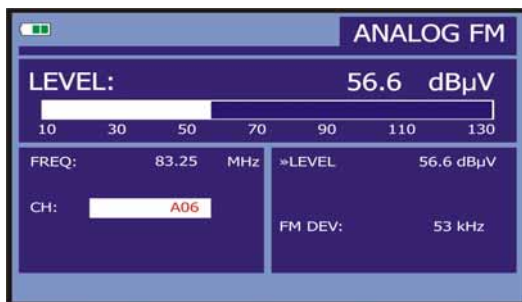 ANALOG FM
LEVEL: 56.6 dBµV
10 30 50 70 90 110 130
FREQ: 83.25 MHz
CH: A06
»LEVEL 56.6 dBµV
FM DEV: 53 kHz